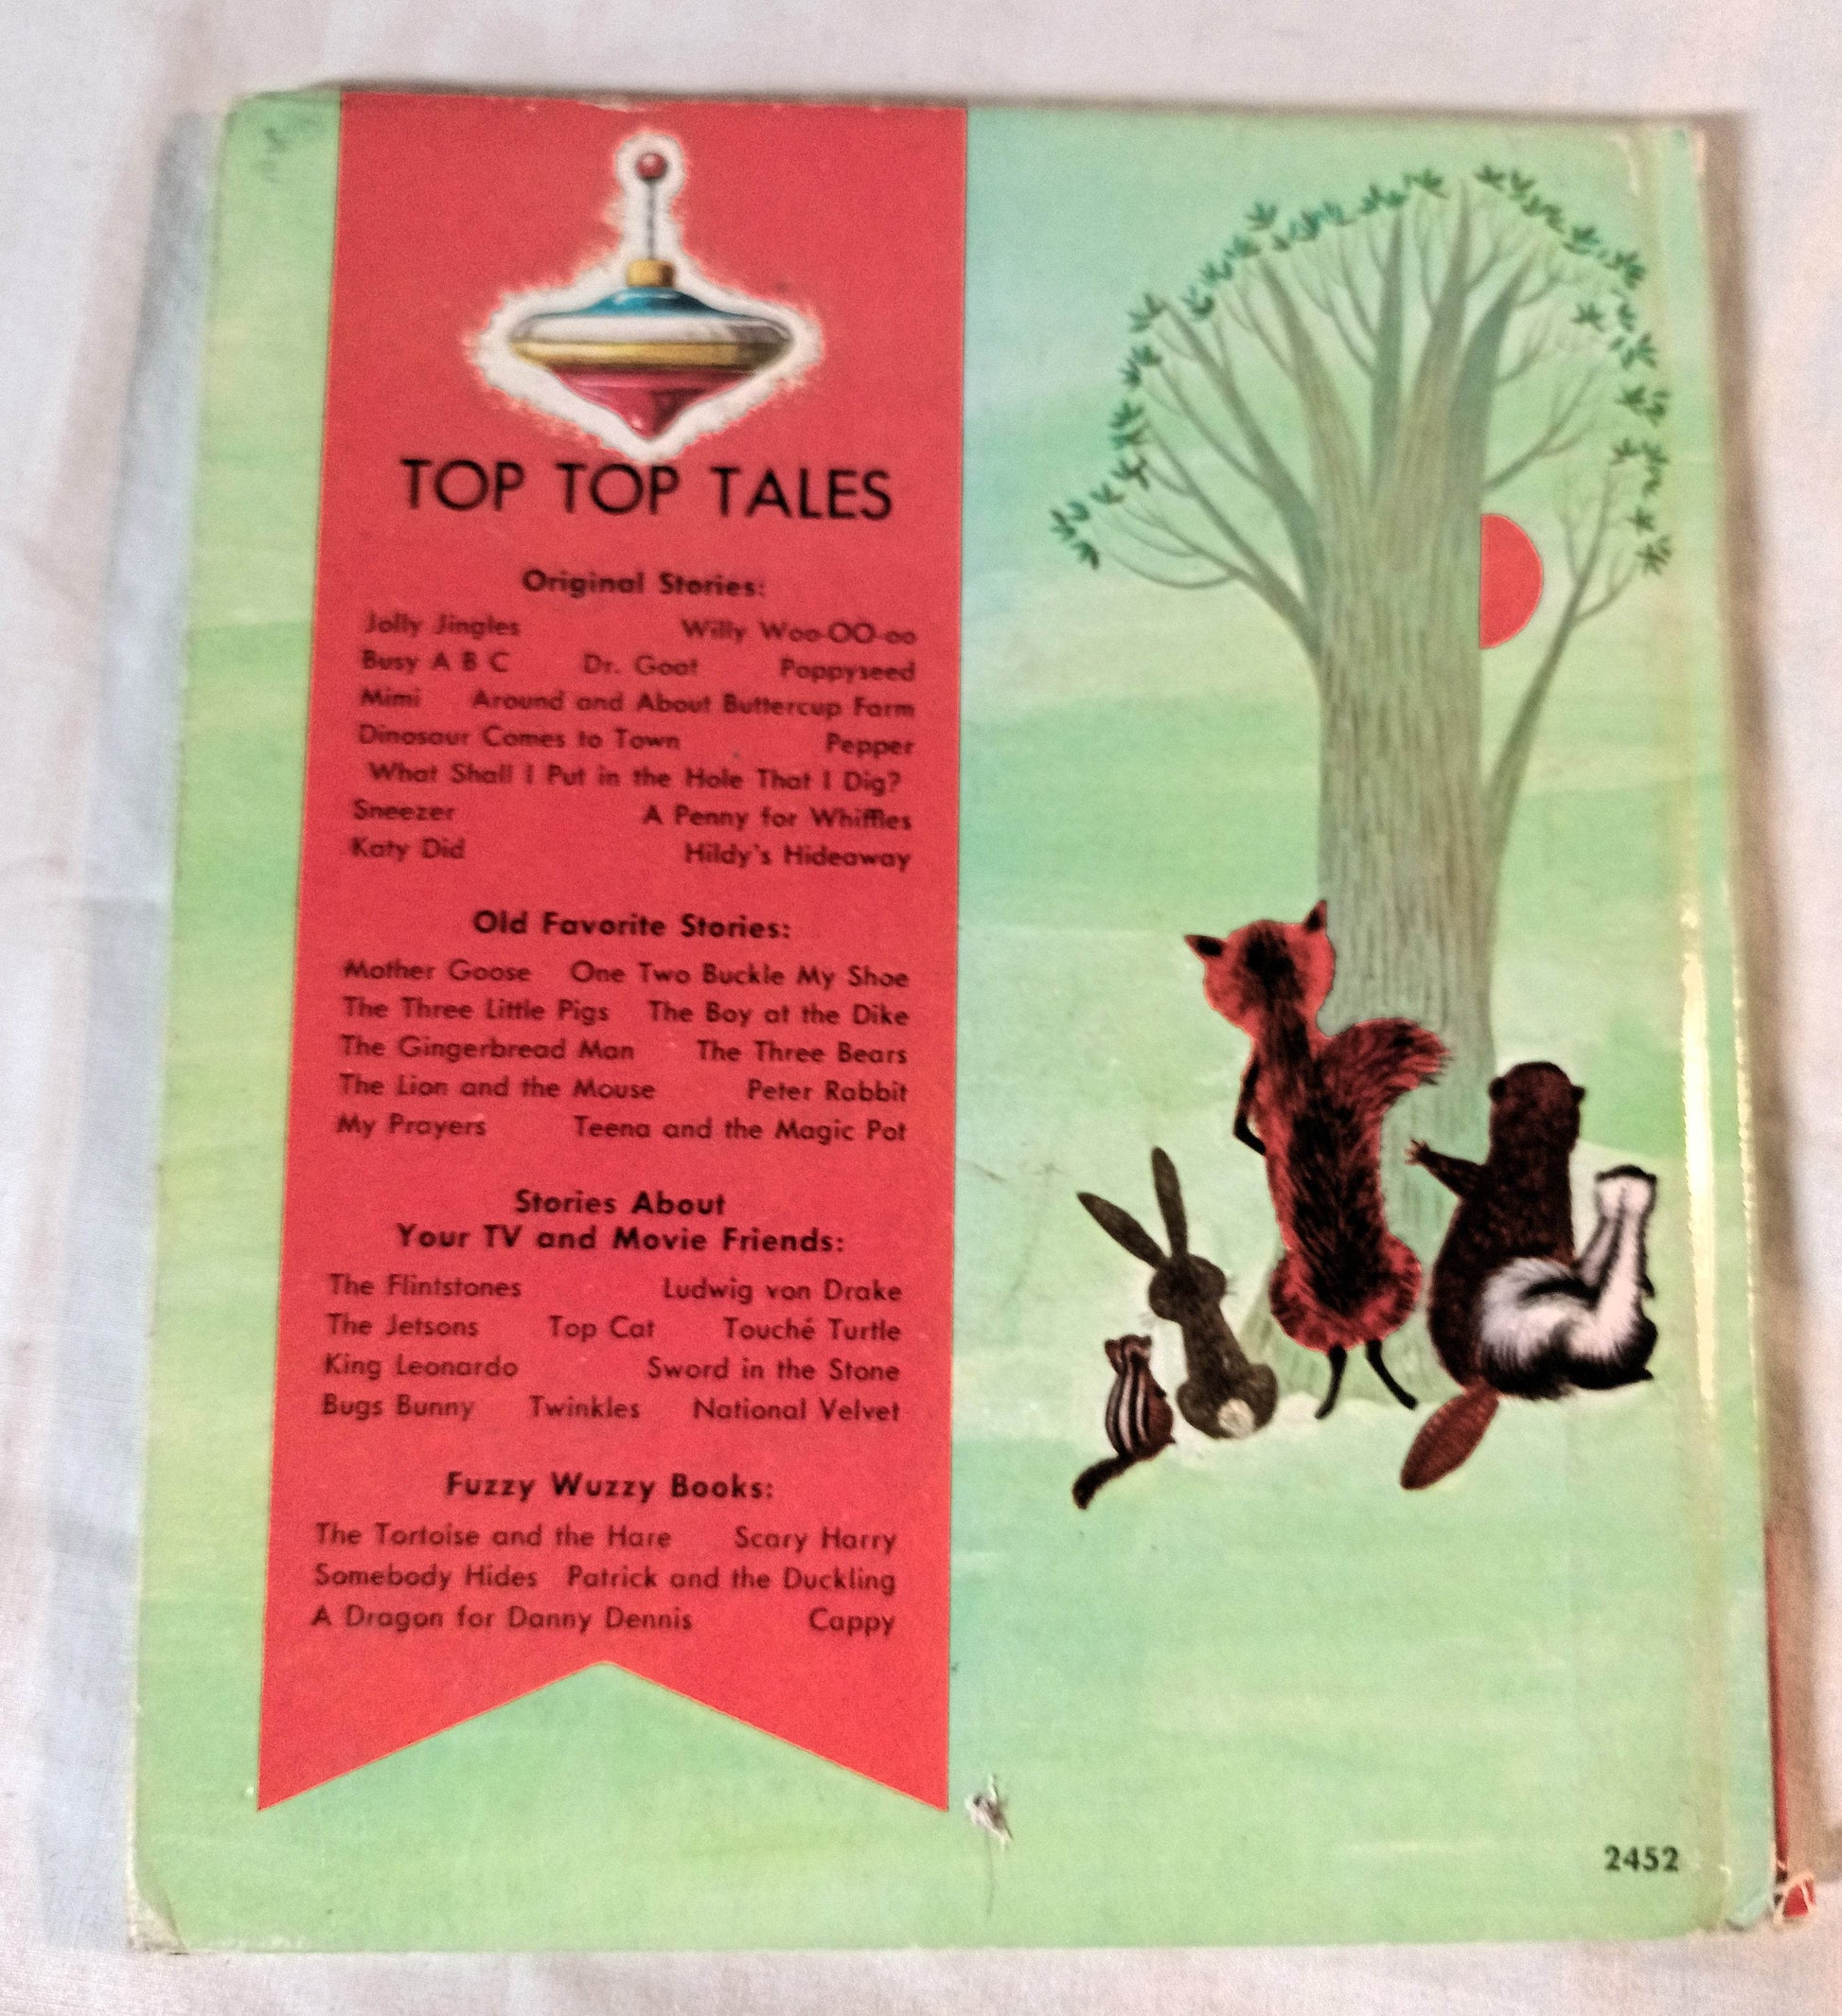 TOP TOP TALES
Original Stories:
Jolly Jingles Willy Woo-OO-oo
Busy A B C Dr. Goat Poppyseed
Mimi Around and About Buttercup Farm
Dinosaur Comes to Town Pepper
What Shall I Put in the Hole That I Dig?
Sneezer A Penny for Whiffles
Katy Did Hildy's Hideaway
Old Favorite Stories:
Mother Goose One Two Buckle My Shoe
The Three Little Pigs The Boy at the Dike
The Gingerbread Man The Three Bears
The Lion and the Mouse Peter Rabbit
My Prayers Teena and the Magic Pot
Stories About
Your TV and Movie Friends:
The Flintstones Ludwig von Drake
The Jetsons Top Cat Touché Turtle
King Leonardo Sword in the Stone
Bugs Bunny Twinkles National Velvet
Fuzzy Wuzzy Books:
The Tortoise and the Hare Scary Harry
Somebody Hides Patrick and the Duckling
A Dragon for Danny Dennis Cappy
2452